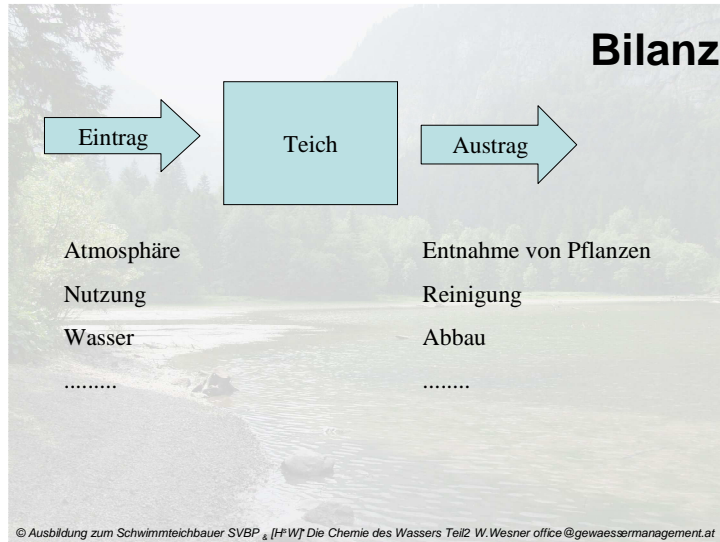 Bilanz
Eintrag
Teich
Austrag
Atmosphäre
Nutzung
Wasser
.........
Entnahme von Pflanzen
Reinigung
Abbau
........
© Ausbildung zum Schwimmteichbauer SVBP & [H²W]* Die Chemie des Wassers Teil2 W.Wesner office@gewaessermanagement.at